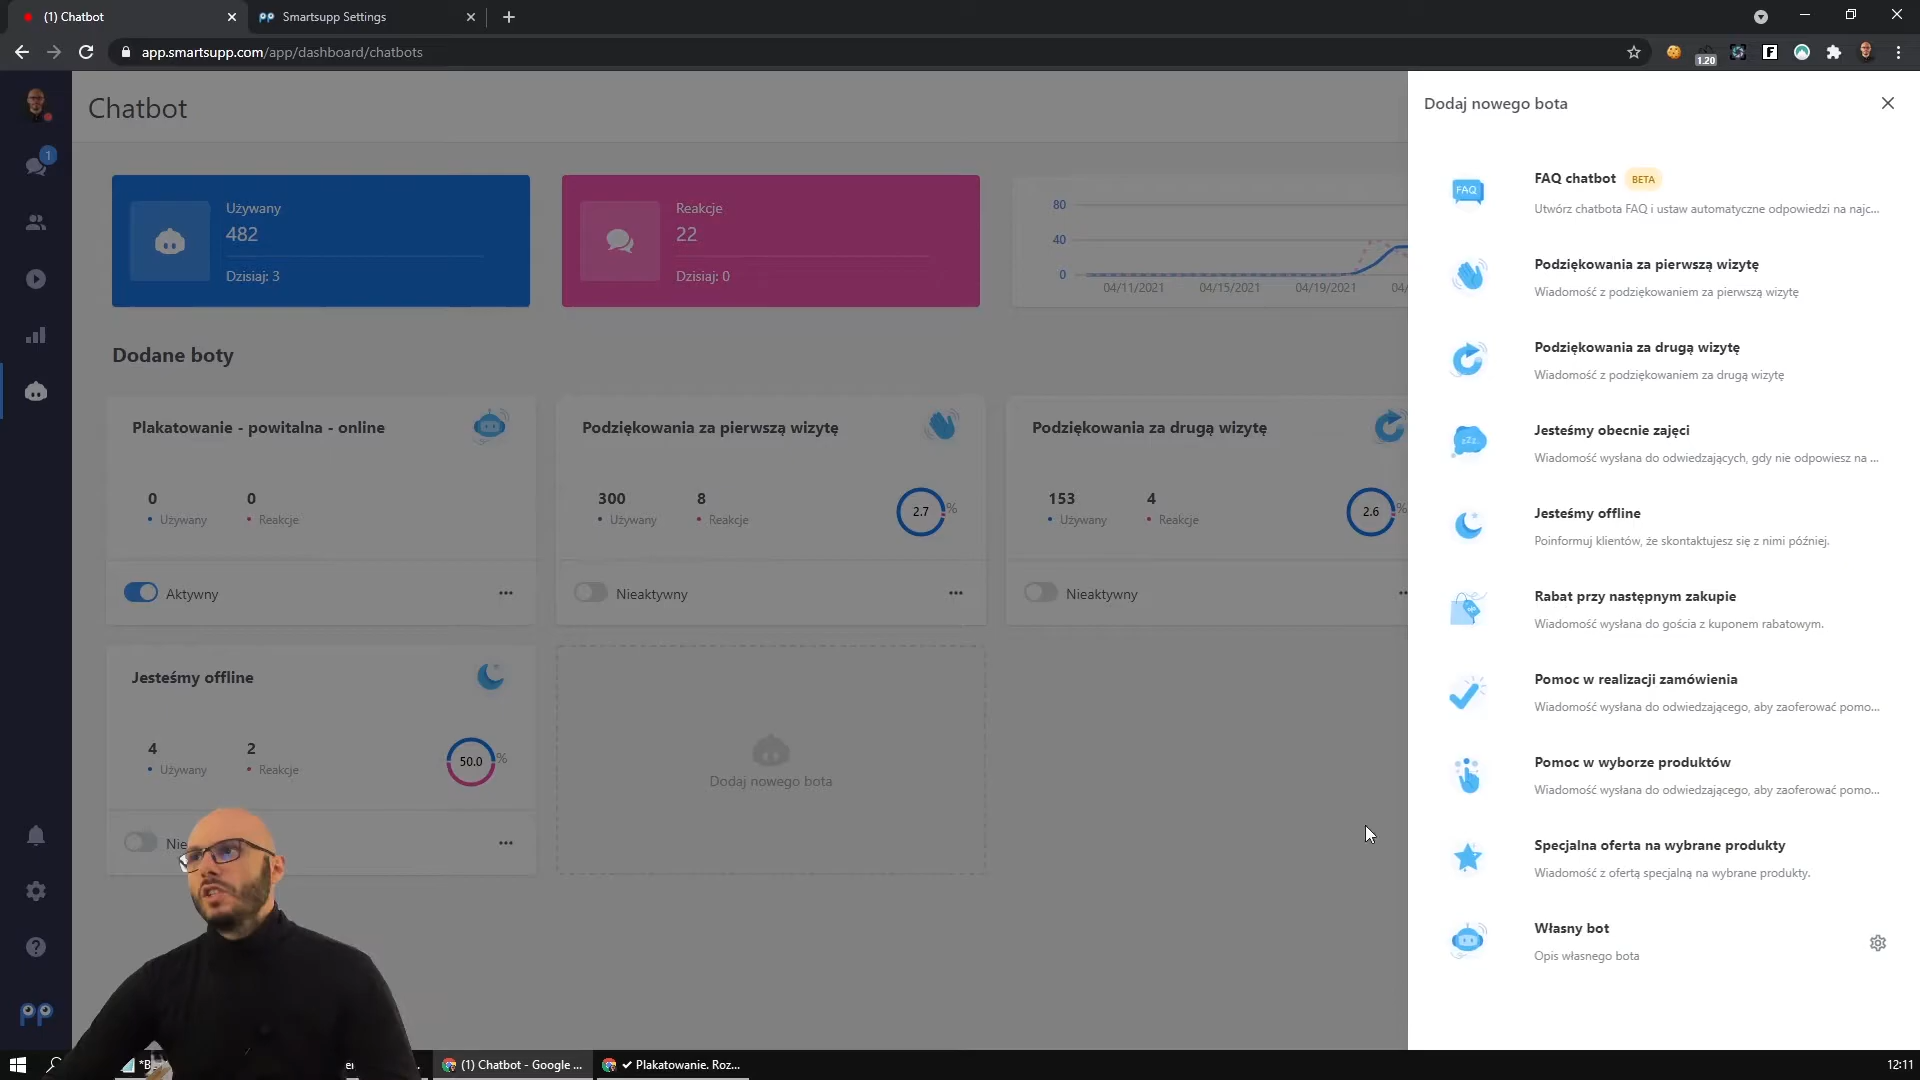 (1) Chatbot
Smartsupp Settings
app.smartsupp.com/app/dashboard/chatbots
1.20
Chatbot
1
Używany
482
Dzisiaj: 3
Reakcje
22
Dzisiaj: 0
80
40
0
04/11/2021
04/15/2021
04/19/2021
04/
Dodane boty
Plakatowanie - powitalna - online
0
0
Używany
Reakcje
Aktywny
Podziękowania za pierwszą wizytę
300
8
Używany
Reakcje
2.7
%
Nieaktywny
Podziękowania za drugą wizytę
153
4
Używany
Reakcje
2.6
%
Nieaktywny
Jesteśmy offline
4
2
Używany
Reakcje
50.0
%
Nie
Dodaj nowego bota
Dodaj nowego bota
FAQ
FAQ chatbot BETA
Utwórz chatbota FAQ i ustaw automatyczne odpowiedzi na najc...
Podziękowania za pierwszą wizytę
Wiadomość z podziękowaniem za pierwszą wizytę
Podziękowania za drugą wizytę
Wiadomość z podziękowaniem za drugą wizytę
zZZ
Jesteśmy obecnie zajęci
Wiadomość wysłana do odwiedzających, gdy nie odpowiesz na ...
Jesteśmy offline
Poinformuj klientów, że skontaktujesz się z nimi później.
Rabat przy następnym zakupie
Wiadomość wysłana do gościa z kuponem rabatowym.
Pomoc w realizacji zamówienia
Wiadomość wysłana do odwiedzającego, aby zaoferować pomo...
Pomoc w wyborze produktów
Wiadomość wysłana do odwiedzającego, aby zaoferować pomo...
Specjalna oferta na wybrane produkty
Wiadomość z ofertą specjalną na wybrane produkty.
Własny bot
Opis własnego bota
(1) Chatbot - Google ...
✓ Plakatowanie. Roz...
12:11